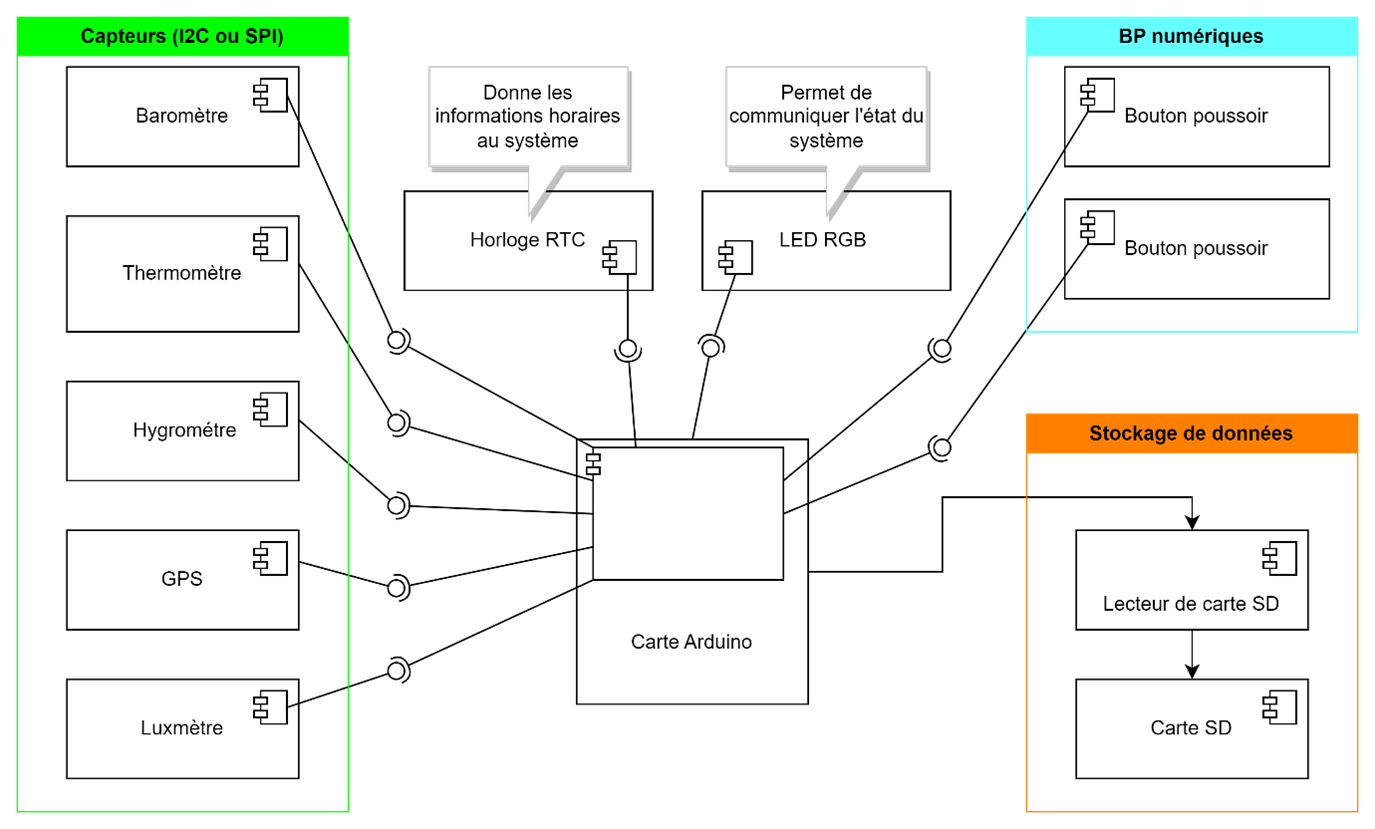 Capteurs (I2C ou SPI)
Baromètre
Thermomètre
Hygrométre
GPS
Luxmètre
Donne les
informations horaires
au système
Horloge RTC
Permet de
communiquer l'état du
système
LED RGB
Carte Arduino
BP numériques
Bouton poussoir
Bouton poussoir
Stockage de données
Lecteur de carte SD
Carte SD